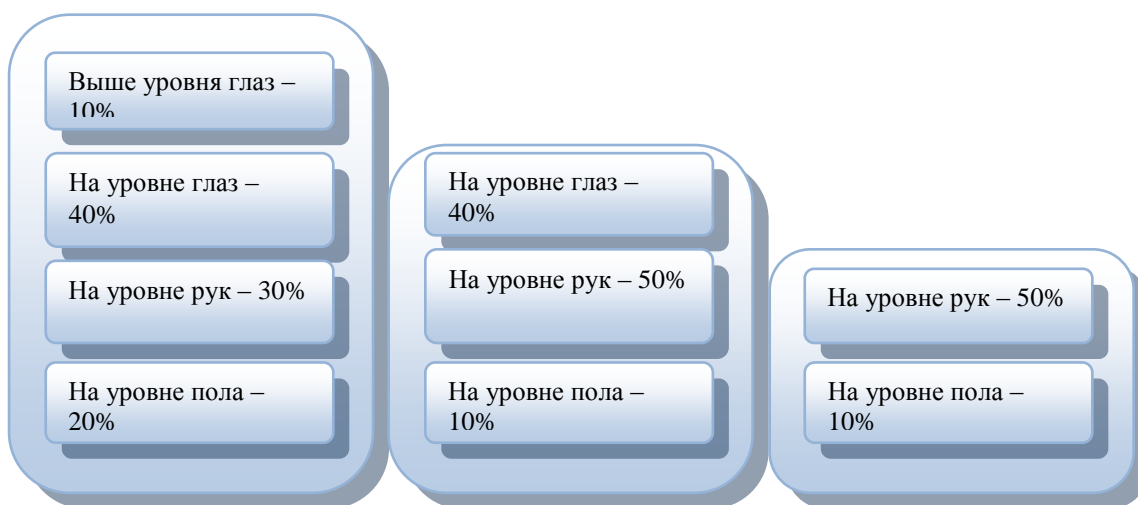 Выше уровня глаз –
10%
На уровне глаз –
40%
На уровне рук – 30%
На уровне пола –
20%
На уровне глаз –
40%
На уровне рук – 50%
На уровне пола –
10%
На уровне рук – 50%
На уровне пола –
10%